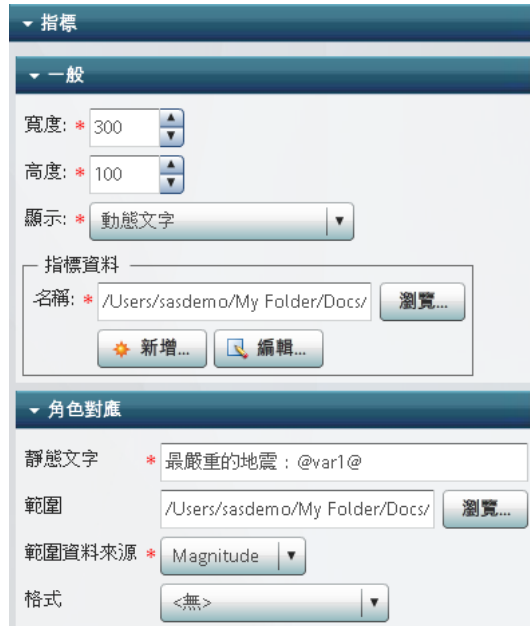 指標
一般
寬度: * 300
高度: * 100
顯示: * 動態文字
指標資料
名稱: * /Users/sasdemo/My Folder/Docs/ 瀏覽...
新增... 編輯...
角色對應
靜態文字 * 最嚴重的地震：@var1@
範圍 /Users/sasdemo/My Folder/Docs/ 瀏覽...
範圍資料來源 * Magnitude
格式 <無>